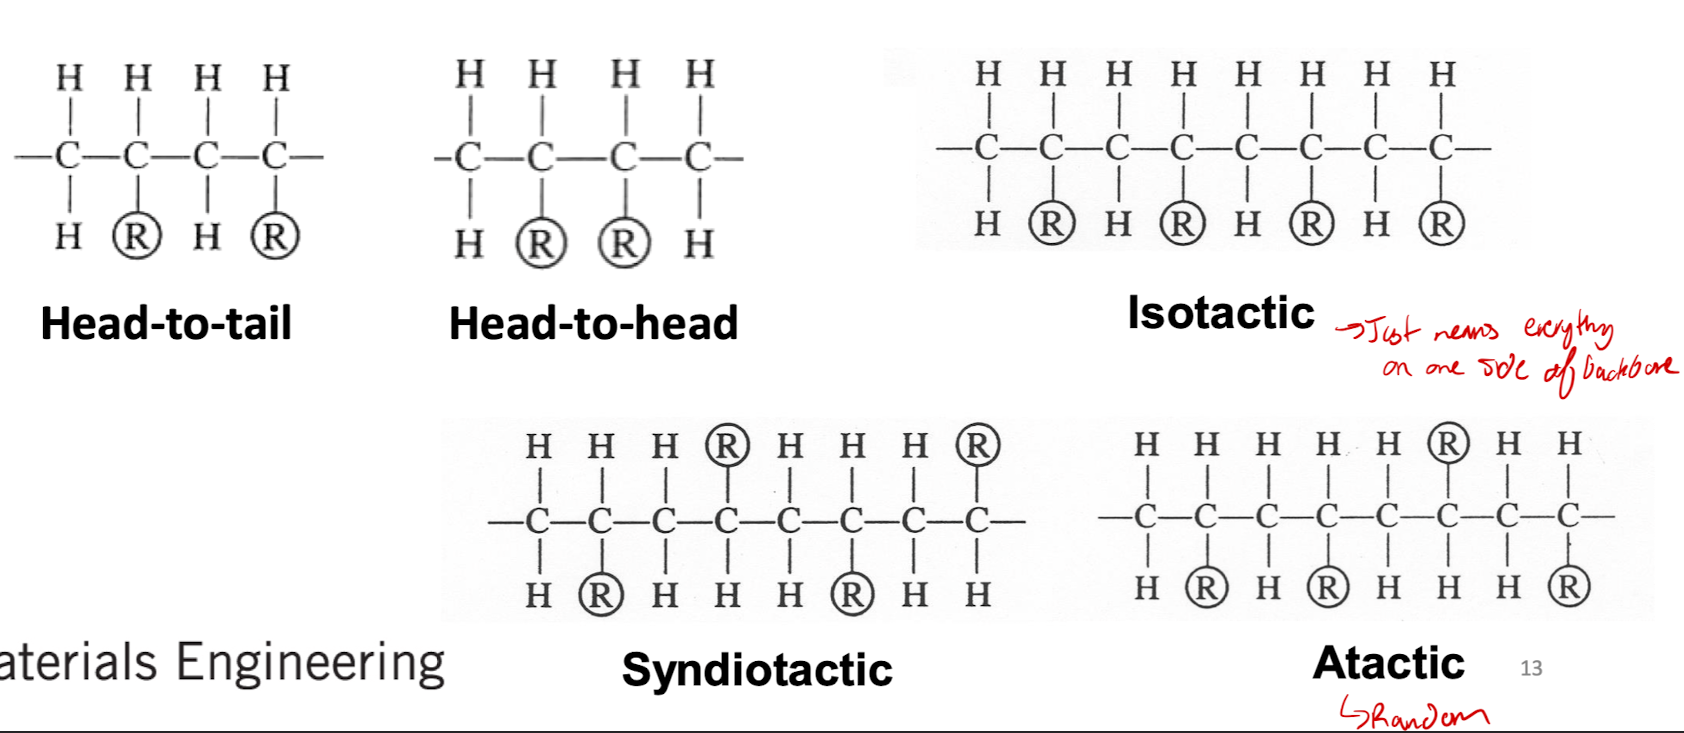 H H H H
—C—C—C—C—
H R H R
Head-to-tail
H H H H
-C—C—C—C—
H R R H
Head-to-head
H H H H H H H H
—C—C—C—C—C—C—C—C—
H R H R H R H R
Isotactic
→Just means everything
on one side of backbone
H H H R H H H R
—C—C—C—C—C—C—C—C—
H R H H H R H H
Syndiotactic
H H H H H R H H
—C—C—C—C—C—C—C—C—
H R H R H H H R
Atactic
↳Random
aterials Engineering
13